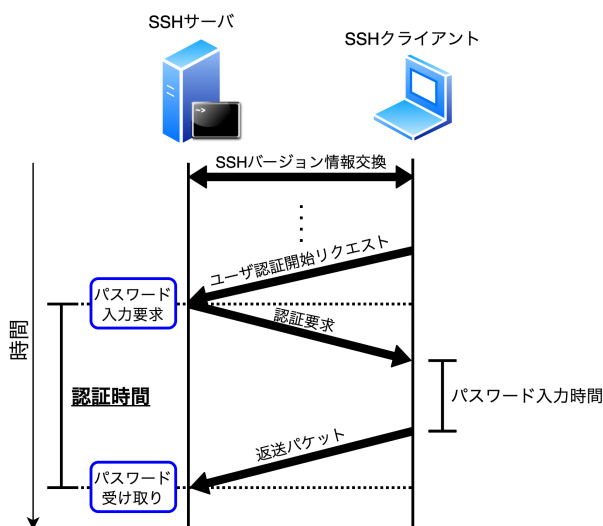 SSHサーバ
SSHクライアント
->
SSHバージョン情報交換
ユーザ認証開始リクエスト
パスワード
入力要求
認証要求
時間
認証時間
パスワード入力時間
返送パケット
パスワード
受け取り